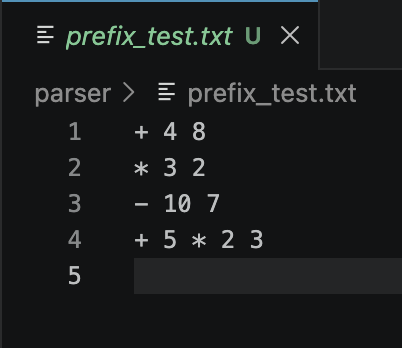 prefix_test.txt U
parser > prefix_test.txt
1 + 4 8
2 * 3 2
3 - 10 7
4 + 5 * 2 3
5